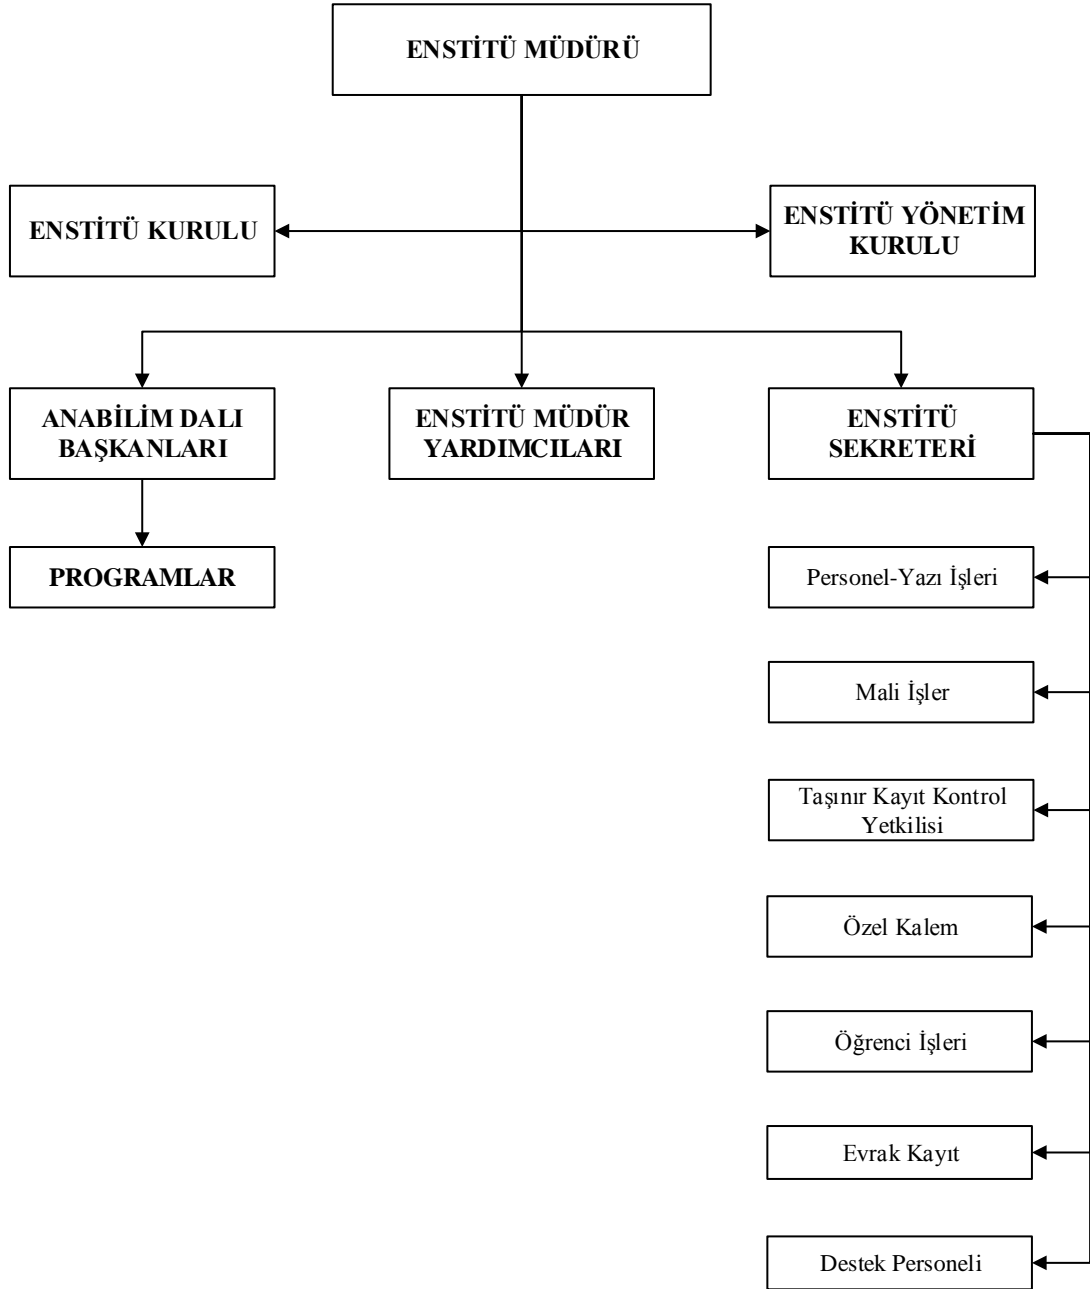 ENSTİTÜ MÜDÜRÜ
ENSTİTÜ KURULU
ENSTİTÜ YÖNETİM
KURULU
ANABİLİM DALI
BAŞKANLARI
ENSTİTÜ MÜDÜR
YARDIMCILARI
ENSTİTÜ
SEKRETERİ
PROGRAMLAR
Personel-Yazı İşleri
Mali İşler
Taşınır Kayıt Kontrol
Yetkilisi
Özel Kalem
Öğrenci İşleri
Evrak Kayıt
Destek Personeli